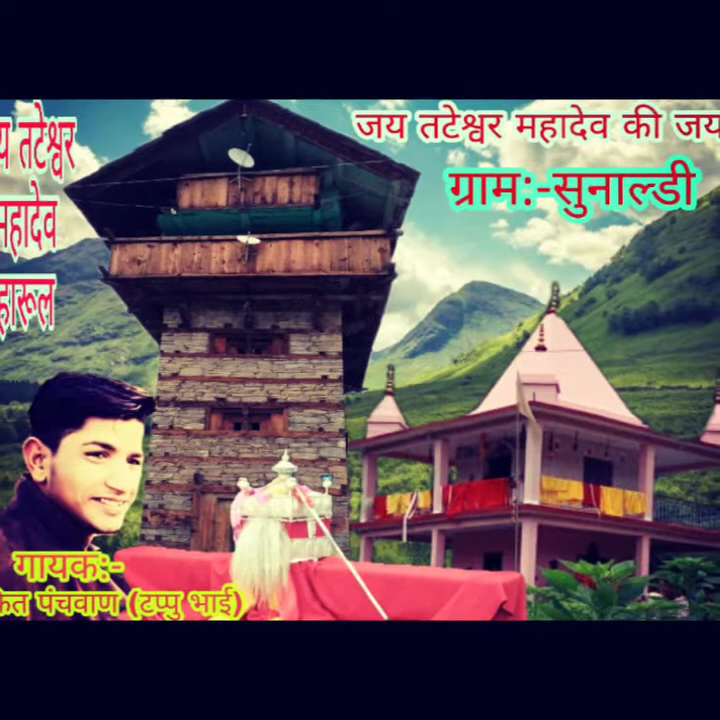 जय तटेश्वर महादेव की जय
ग्राम:-सुनाल्डी
य तटेश्वर
महादेव
हारूल
गायक:-
केत पंचवाण (टप्पु भाई)